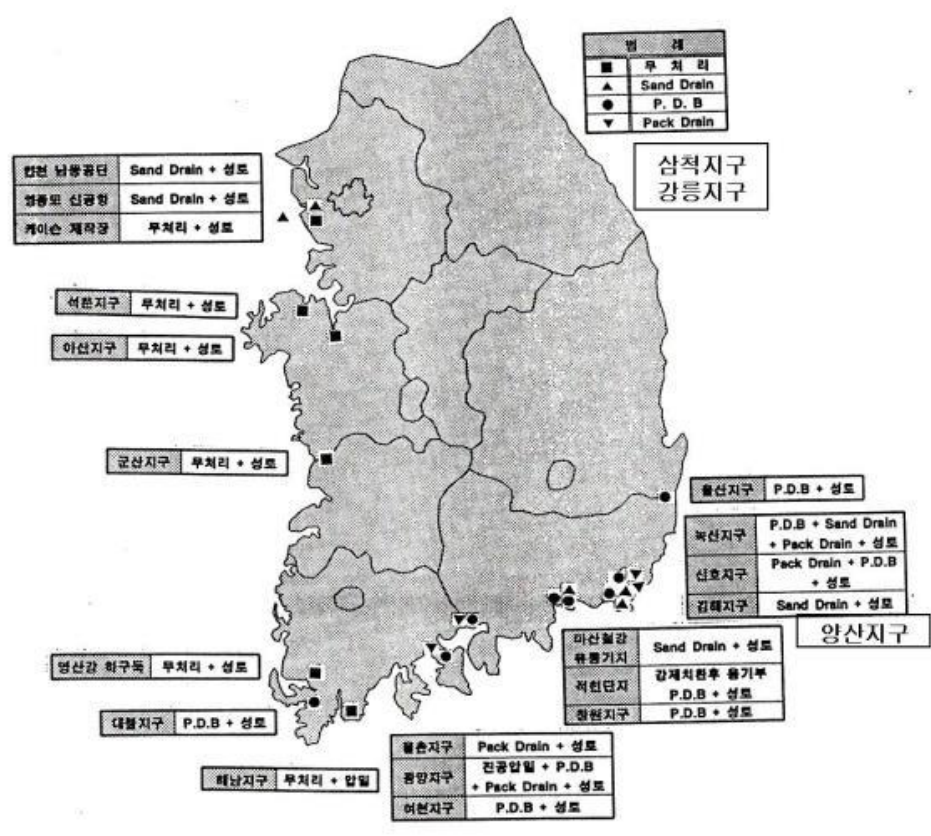 범 례
■ 무 처 리
▲ Sand Drain
● P. D. B
▼ Pack Drain
삼척지구
강릉지구
인천 남동공단 Sand Drain + 성토
영종도 신공항 Sand Drain + 성토
케이슨 제작장 무처리 + 성토
석문지구 무처리 + 성토
아산지구 무처리 + 성토
군산지구 무처리 + 성토
울산지구 P.D.B + 성토
녹산지구 P.D.B + Sand Drain
+ Pack Drain + 성토
신호지구 Pack Drain + P.D.B
+ 성토
김해지구 Sand Drain + 성토
양산지구
마산철강
유통기지 Sand Drain + 성토
적현단지 강제치환후 융기부
P.D.B + 성토
창원지구 P.D.B + 성토
영산강 하구둑 무처리 + 성토
대불지구 P.D.B + 성토
해남지구 무처리 + 압밀
율촌지구 Pack Drain + 성토
광양지구 진공압밀 + P.D.B
+ Pack Drain + 성토
여천지구 P.D.B + 성토